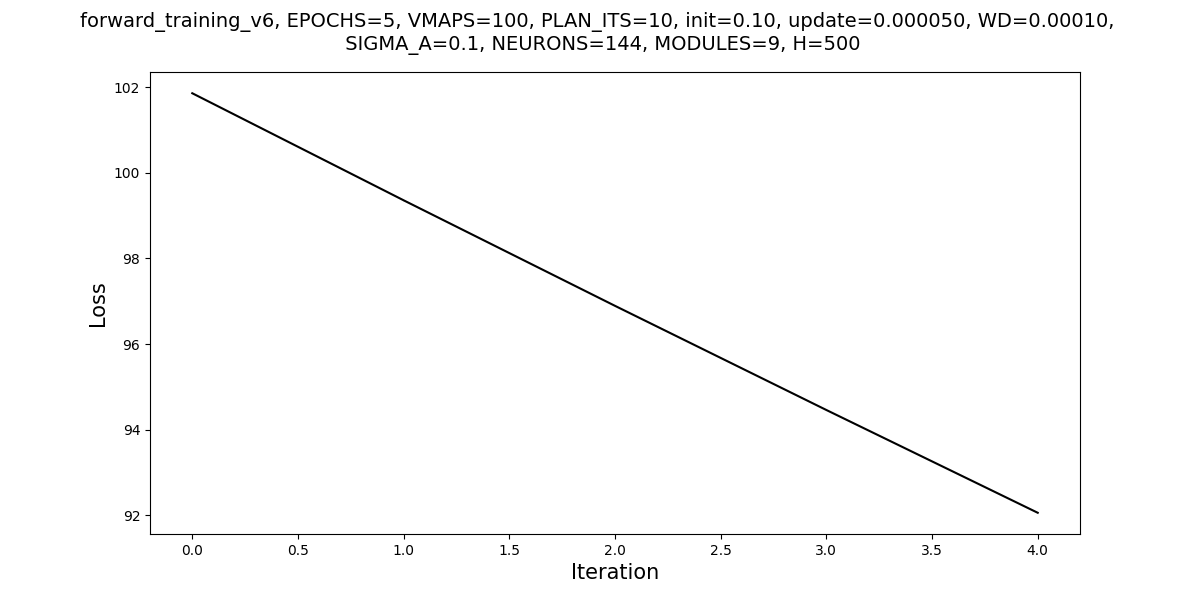 forward_training_v6, EPOCHS=5, VMAPS=100, PLAN_ITS=10, init=0.10, update=0.000050, WD=0.00010,
SIGMA_A=0.1, NEURONS=144, MODULES=9, H=500
102
100
98
96
94
92
Loss
0.0 0.5 1.0 1.5 2.0 2.5 3.0 3.5 4.0
Iteration